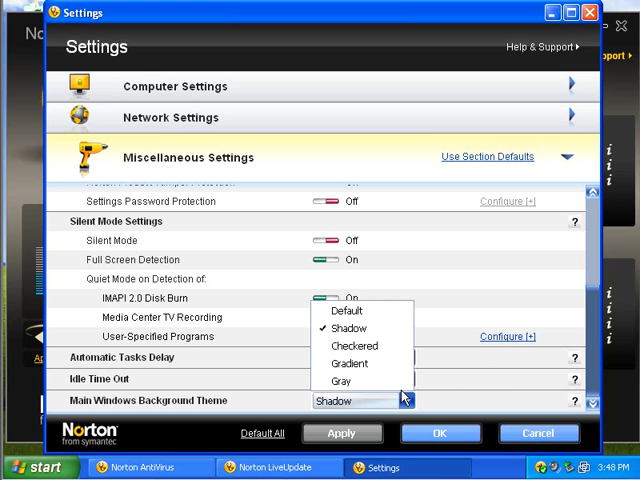 Settings
Settings
Help & Support
Computer Settings
Network Settings
Miscellaneous Settings
Use Section Defaults
Settings Password Protection
Off
Configure [+]
Silent Mode Settings
?
Silent Mode
Off
Full Screen Detection
On
Quiet Mode on Detection of:
IMAPI 2.0 Disk Burn
On
Media Center TV Recording
User-Specified Programs
Configure [+]
Default
Shadow
Checkered
Gradient
Gray
Automatic Tasks Delay
?
Idle Time Out
?
Main Windows Background Theme
Shadow
?
Norton
from symantec
Default All
Apply
OK
Cancel
start
Norton AntiVirus
Norton LiveUpdate
Settings
3:48 PM